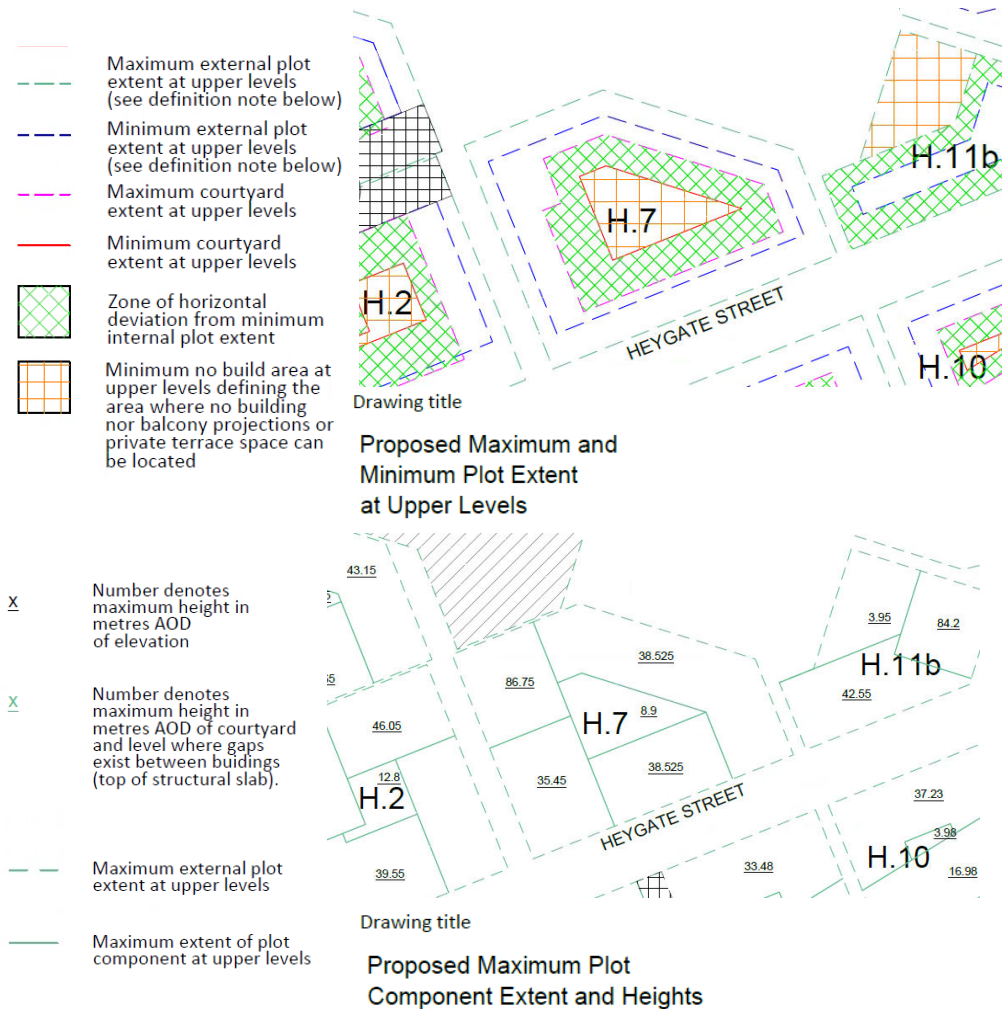 Maximum external plot
extent at upper levels
(see definition note below)
Minimum external plot
extent at upper levels
(see definition note below)
Maximum courtyard
extent at upper levels
Minimum courtyard
extent at upper levels
Zone of horizontal
deviation from minimum
internal plot extent
Minimum no build area at
upper levels defining the
area where no building
nor balcony projections or
private terrace space can
be located
H.11b
H.7
H.2
HEYGATE STREET
H.10
Drawing title
Proposed Maximum and
Minimum Plot Extent
at Upper Levels
x
Number denotes
maximum height in
metres AOD
of elevation
x
Number denotes
maximum height in
metres AOD of courtyard
and level where gaps
exist between buidings
(top of structural slab).
Maximum external plot
extent at upper levels
Maximum extent of plot
component at upper levels
43.15
3.95
84.2
38.525
H.11b
86.75
42.55
8.9
H.7
46.05
38.525
12.8
35.45
H.2
HEYGATE STREET
37.23
3.98
H.10
33.48
16.98
39.55
Drawing title
Proposed Maximum Plot
Component Extent and Heights